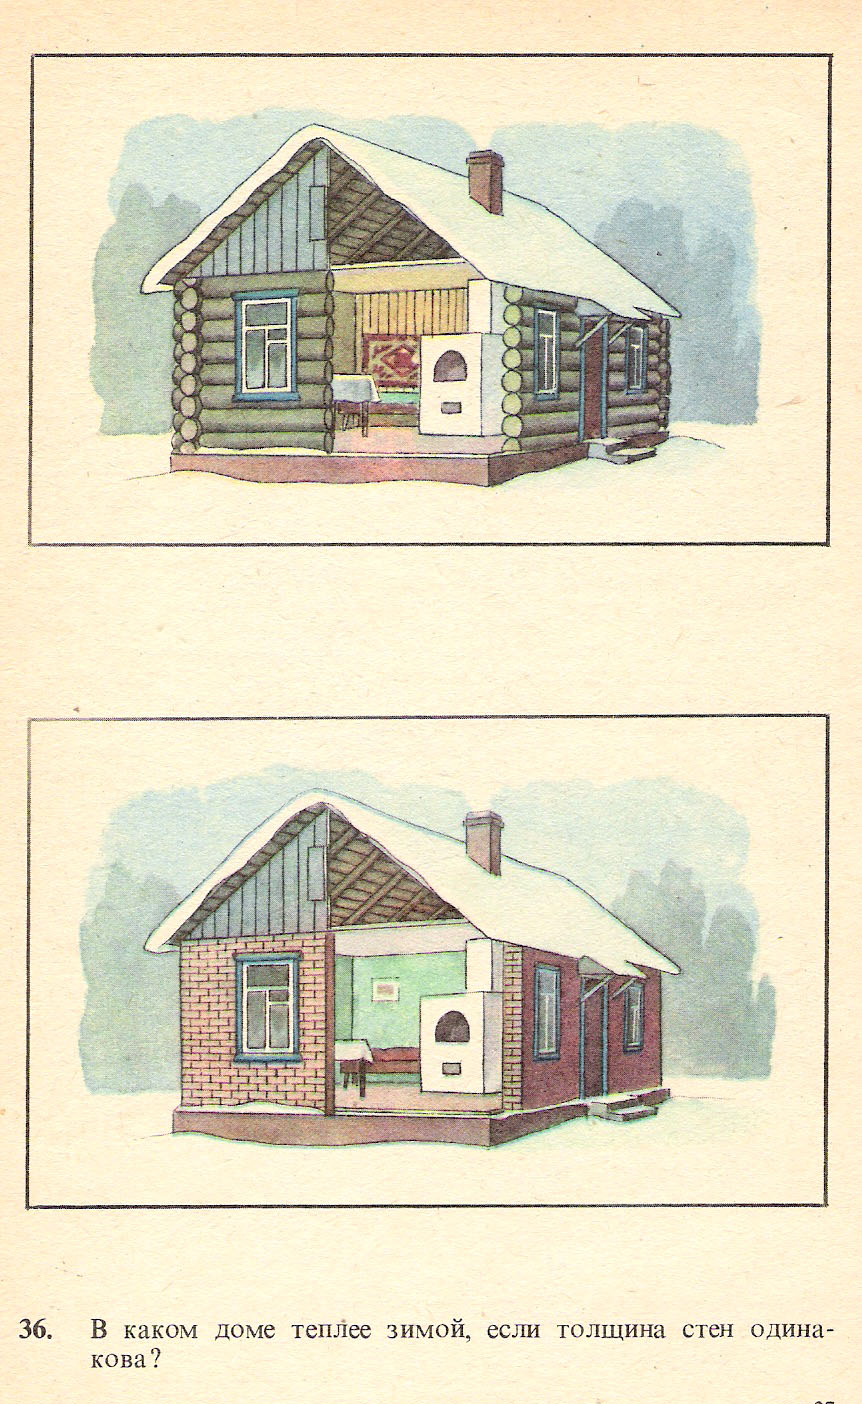 36. В каком доме теплее зимой, если толщина стен одина-
кова?